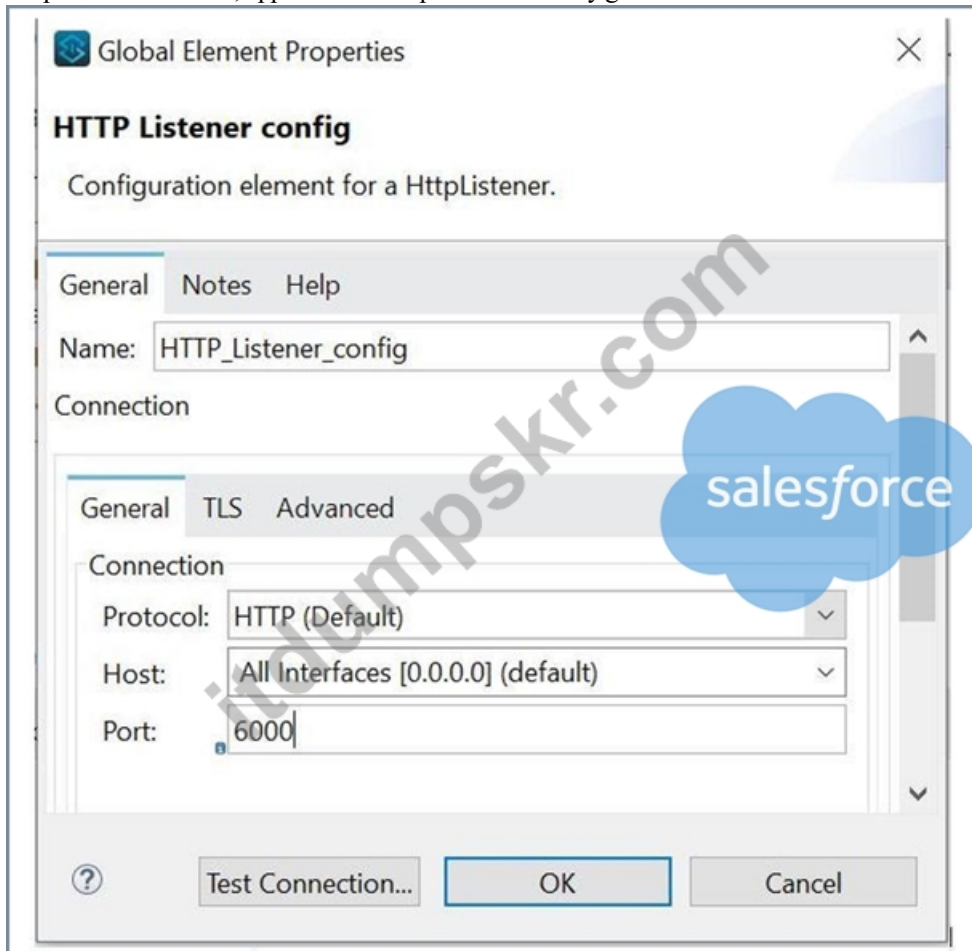 Global Element Properties
HTTP Listener config
Configuration element for a HttpListener.
General Notes Help
Name: HTTP_Listener_config
Connection
General TLS Advanced
Connection
Protocol: HTTP (Default)
Host: All Interfaces [0.0.0.0] (default)
Port: 6000
Test Connection... OK Cancel
salesforce
itdumpskr.com